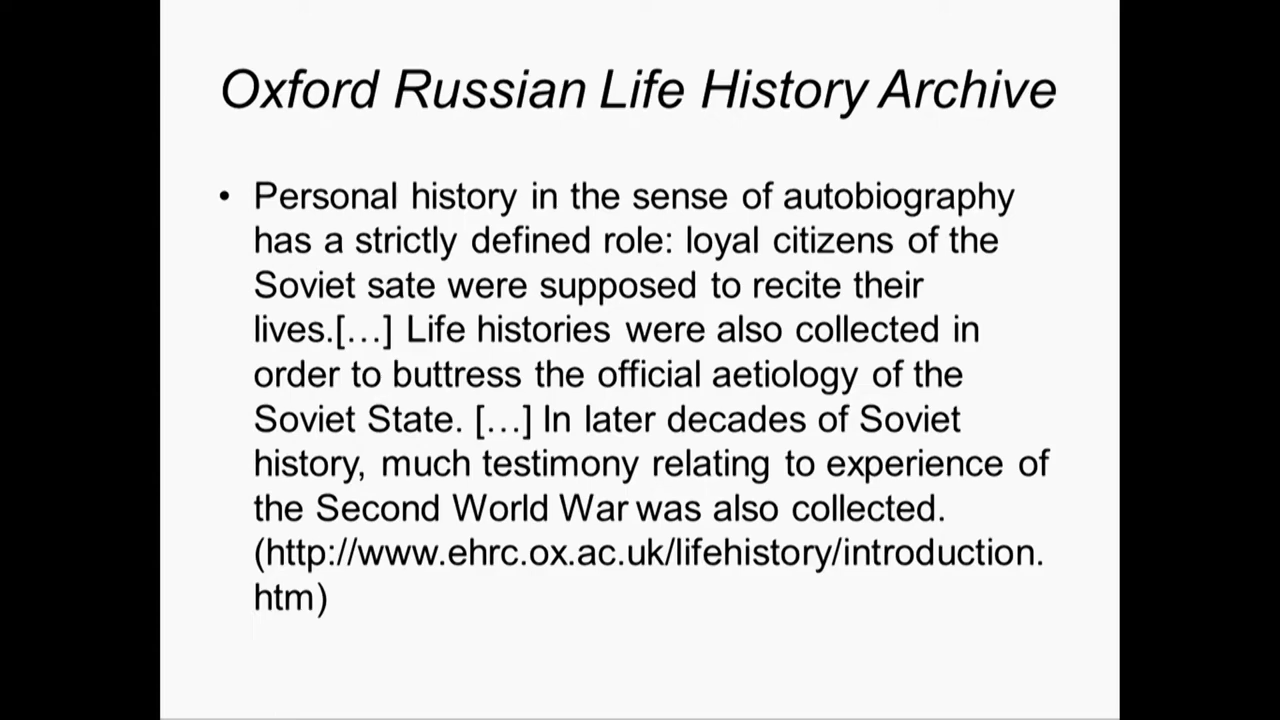 Oxford Russian Life History Archive
• Personal history in the sense of autobiography
has a strictly defined role: loyal citizens of the
Soviet sate were supposed to recite their
lives.[…] Life histories were also collected in
order to buttress the official aetiology of the
Soviet State. […] In later decades of Soviet
history, much testimony relating to experience of
the Second World War was also collected.
(http://www.ehrc.ox.ac.uk/lifehistory/introduction.
htm)